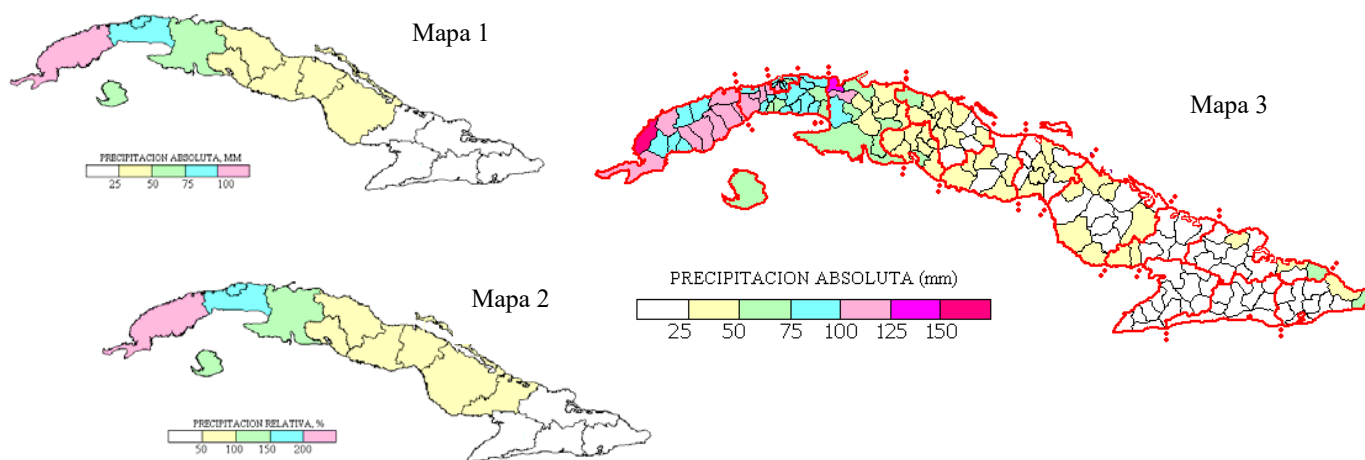 Mapa 1
PRECIPITACION ABSOLUTA, MM
25 50 75 100
Mapa 2
PRECIPITACION RELATIVA, %
50 100 150 200
Mapa 3
PRECIPITACION ABSOLUTA (mm)
25 50 75 100 125 150